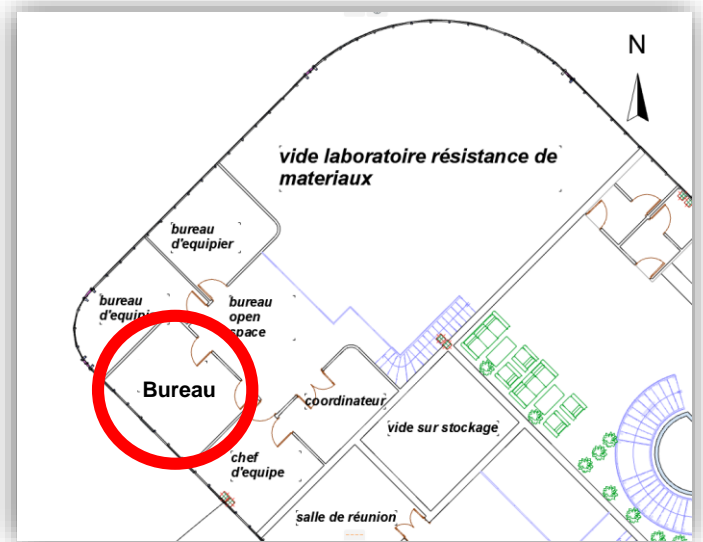 N
vide laboratoire résistance de
materiaux
bureau
d'equipier
bureau
d'equipier
bureau
open
space
Bureau
coordinateur
vide sur stockage
chef
d'equipe
salle de réunion